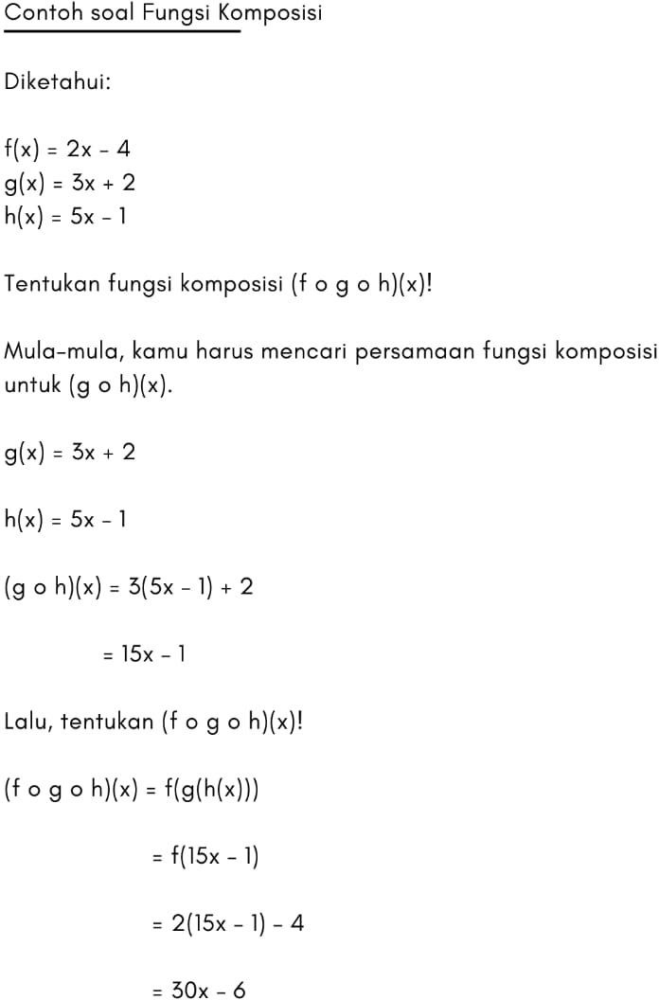 Contoh soal Fungsi Komposisi
Diketahui:
f(x) = 2x – 4
g(x) = 3x + 2
h(x) = 5x – 1
Tentukan fungsi komposisi (f o g o h)(x)!
Mula-mula, kamu harus mencari persamaan fungsi komposisi
untuk (g o h)(x).
g(x) = 3x + 2
h(x) = 5x – 1
(g o h)(x) = 3(5x – 1) + 2
= 15x – 1
Lalu, tentukan (f o g o h)(x)!
(f o g o h)(x) = f(g(h(x)))
= f(15x – 1)
= 2(15x – 1) – 4
= 30x – 6